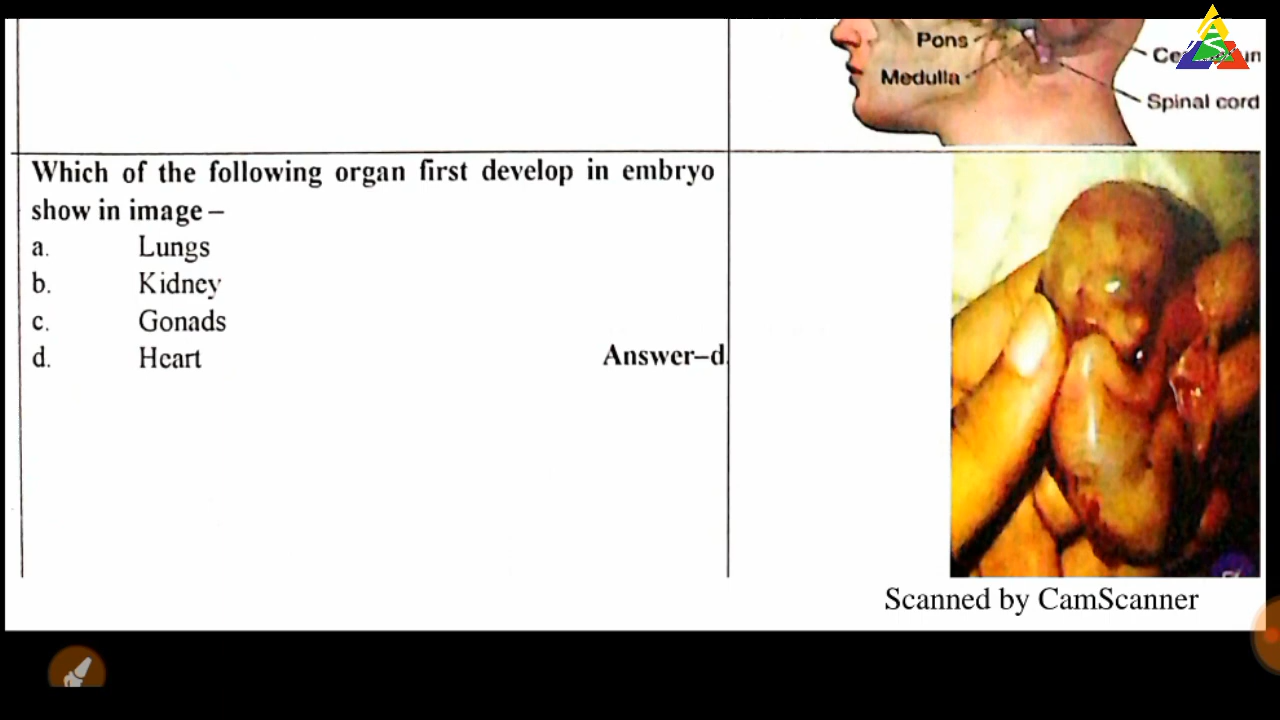 Pons
Medulla
Spinal cord
Which of the following organ first develop in embryo
show in image –
a. Lungs
b. Kidney
c. Gonads
d. Heart Answer–d
Scanned by CamScanner